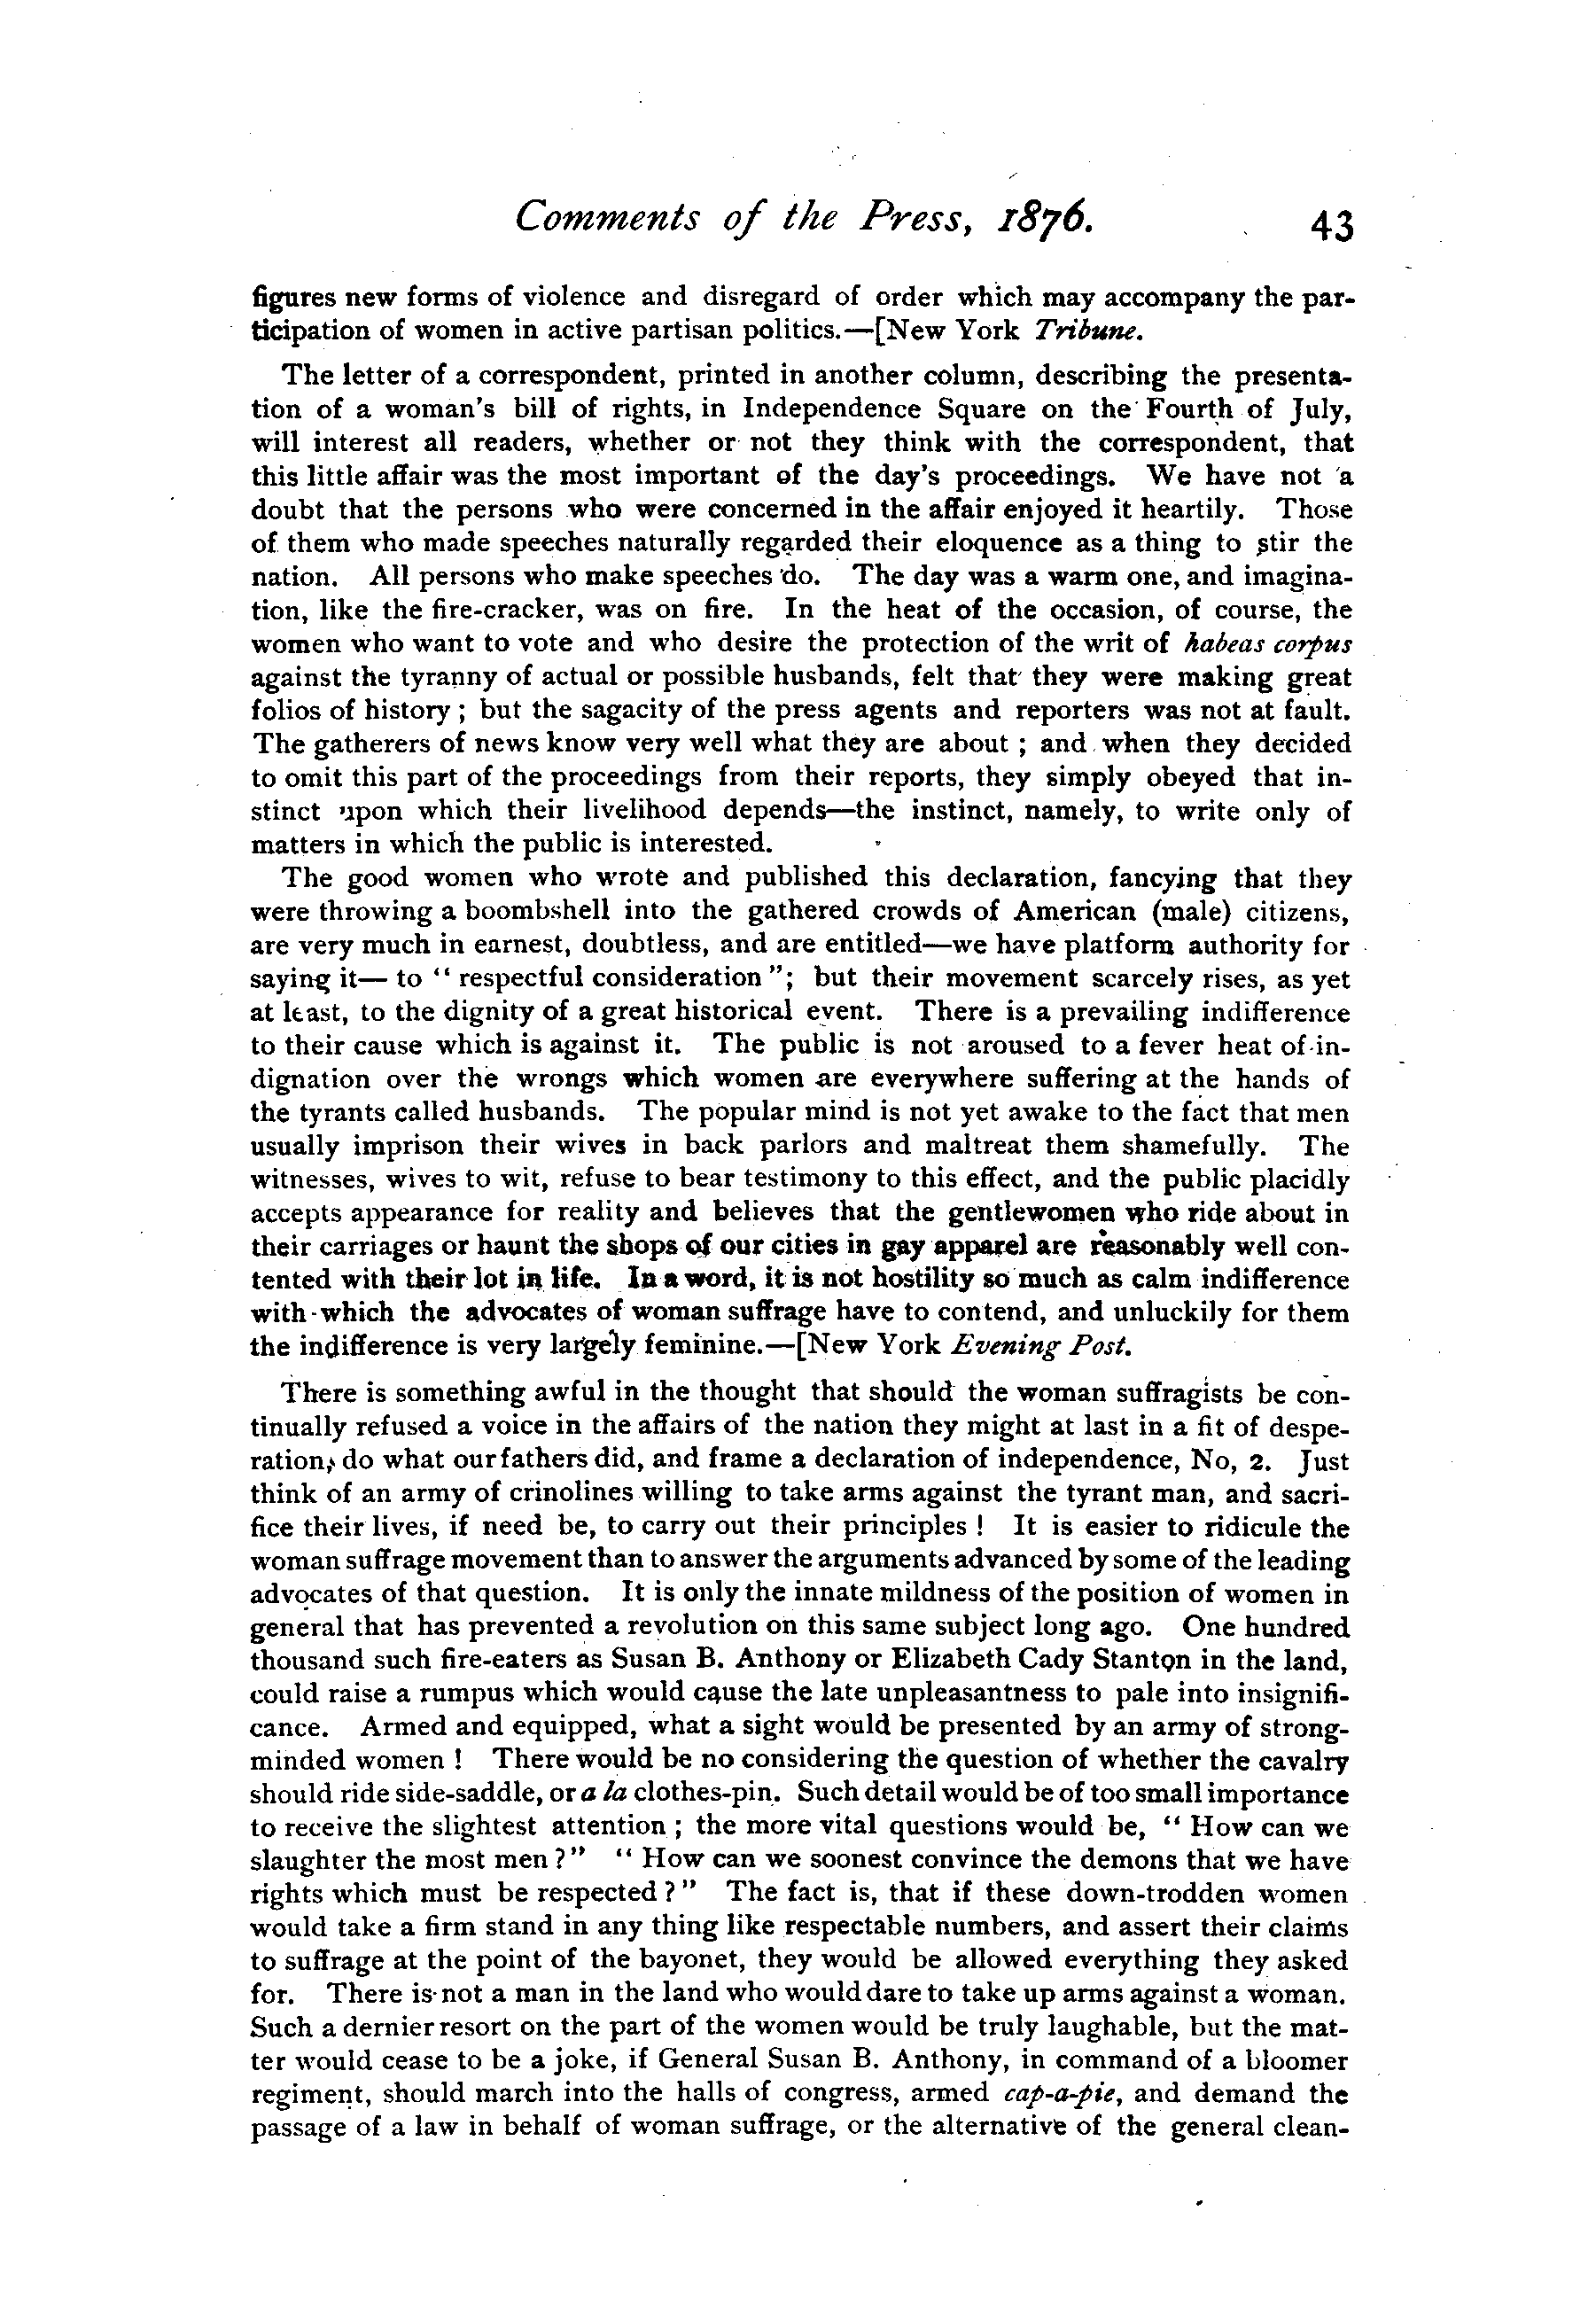 Comments of the Press, 1876. 43
figures new forms of violence and disregard of order which may accompany the par-
ticipation of women in active partisan politics.—[New York Tribune.
The letter of a correspondent, printed in another column, describing the presenta-
tion of a woman's bill of rights, in Independence Square on the Fourth of July,
will interest all readers, whether or not they think with the correspondent, that
this little affair was the most important of the day's proceedings. We have not a
doubt that the persons who were concerned in the affair enjoyed it heartily. Those
of them who made speeches naturally regarded their eloquence as a thing to stir the
nation. All persons who make speeches do. The day was a warm one, and imagina-
tion, like the fire-cracker, was on fire. In the heat of the occasion, of course, the
women who want to vote and who desire the protection of the writ of habeas corpus
against the tyranny of actual or possible husbands, felt that they were making great
folios of history ; but the sagacity of the press agents and reporters was not at fault.
The gatherers of news know very well what they are about ; and when they decided
to omit this part of the proceedings from their reports, they simply obeyed that in-
stinct upon which their livelihood depends—the instinct, namely, to write only of
matters in which the public is interested.
The good women who wrote and published this declaration, fancying that they
were throwing a boombshell into the gathered crowds of American (male) citizens,
are very much in earnest, doubtless, and are entitled—we have platform authority for
saying it— to " respectful consideration "; but their movement scarcely rises, as yet
at least, to the dignity of a great historical event. There is a prevailing indifference
to their cause which is against it. The public is not aroused to a fever heat of in-
dignation over the wrongs which women are everywhere suffering at the hands of
the tyrants called husbands. The popular mind is not yet awake to the fact that men
usually imprison their wives in back parlors and maltreat them shamefully. The
witnesses, wives to wit, refuse to bear testimony to this effect, and the public placidly
accepts appearance for reality and believes that the gentlewomen who ride about in
their carriages or haunt the shops of our cities in gay apparel are reasonably well con-
tented with their lot in life. In a word, it is not hostility so much as calm indifference
with which the advocates of woman suffrage have to contend, and unluckily for them
the indifference is very largely feminine.—[New York Evening Post.
There is something awful in the thought that should the woman suffragists be con-
tinually refused a voice in the affairs of the nation they might at last in a fit of despe-
ration, do what our fathers did, and frame a declaration of independence, No, 2. Just
think of an army of crinolines willing to take arms against the tyrant man, and sacri-
fice their lives, if need be, to carry out their principles ! It is easier to ridicule the
woman suffrage movement than to answer the arguments advanced by some of the leading
advocates of that question. It is only the innate mildness of the position of women in
general that has prevented a revolution on this same subject long ago. One hundred
thousand such fire-eaters as Susan B. Anthony or Elizabeth Cady Stanton in the land,
could raise a rumpus which would cause the late unpleasantness to pale into insignifi-
cance. Armed and equipped, what a sight would be presented by an army of strong-
minded women ! There would be no considering the question of whether the cavalry
should ride side-saddle, or a la clothes-pin. Such detail would be of too small importance
to receive the slightest attention ; the more vital questions would be, " How can we
slaughter the most men ?" " How can we soonest convince the demons that we have
rights which must be respected ?" The fact is, that if these down-trodden women
would take a firm stand in any thing like respectable numbers, and assert their claims
to suffrage at the point of the bayonet, they would be allowed everything they asked
for. There is not a man in the land who would dare to take up arms against a woman.
Such a dernier resort on the part of the women would be truly laughable, but the mat-
ter would cease to be a joke, if General Susan B. Anthony, in command of a bloomer
regiment, should march into the halls of congress, armed cap-a-pie, and demand the
passage of a law in behalf of woman suffrage, or the alternative of the general clean-